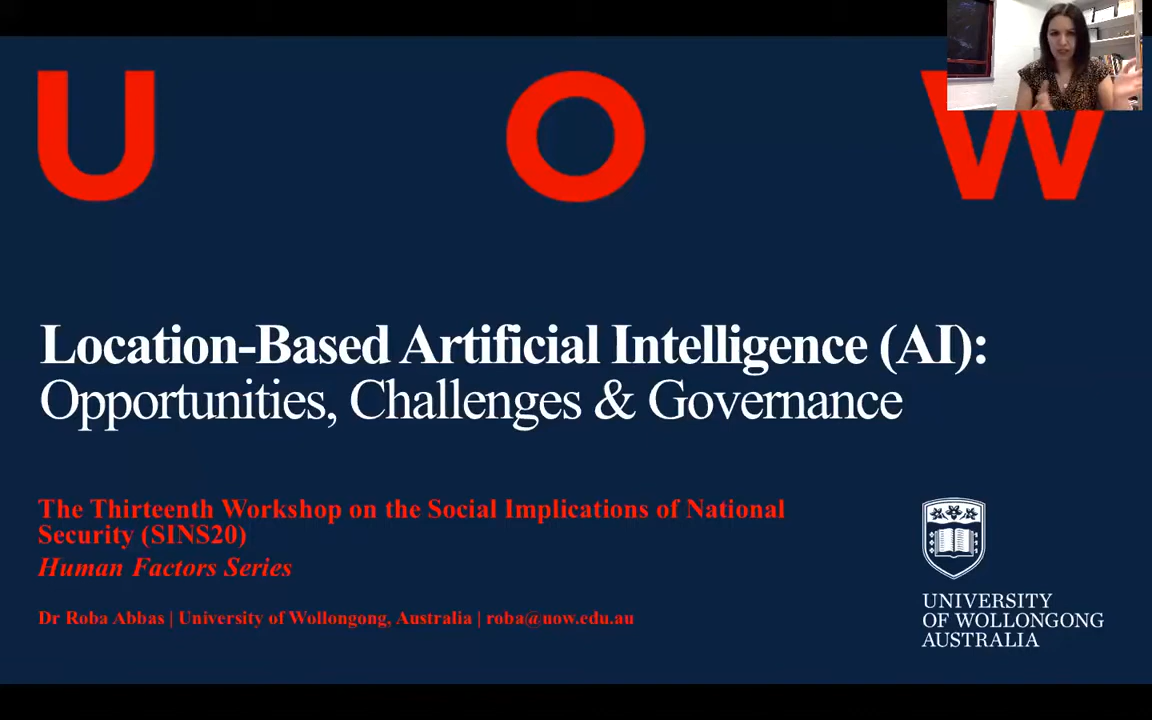 U O W
Location-Based Artificial Intelligence (AI):
Opportunities, Challenges & Governance
The Thirteenth Workshop on the Social Implications of National
Security (SINS20)
Human Factors Series
Dr Roba Abbas | University of Wollongong, Australia | roba@uow.edu.au
UNIVERSITY
OF WOLLONGONG
AUSTRALIA